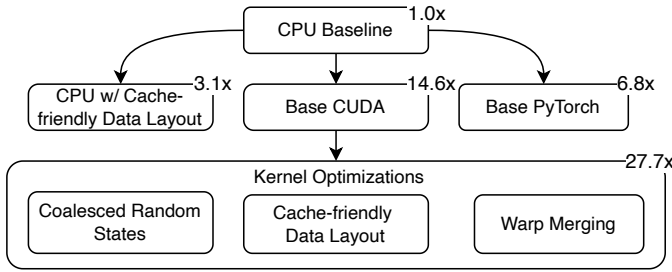 CPU Baseline
1.0x
CPU w/ Cache-
friendly Data Layout
3.1x
Base CUDA
14.6x
Base PyTorch
6.8x
Kernel Optimizations
27.7x
Coalesced Random
States
Cache-friendly
Data Layout
Warp Merging